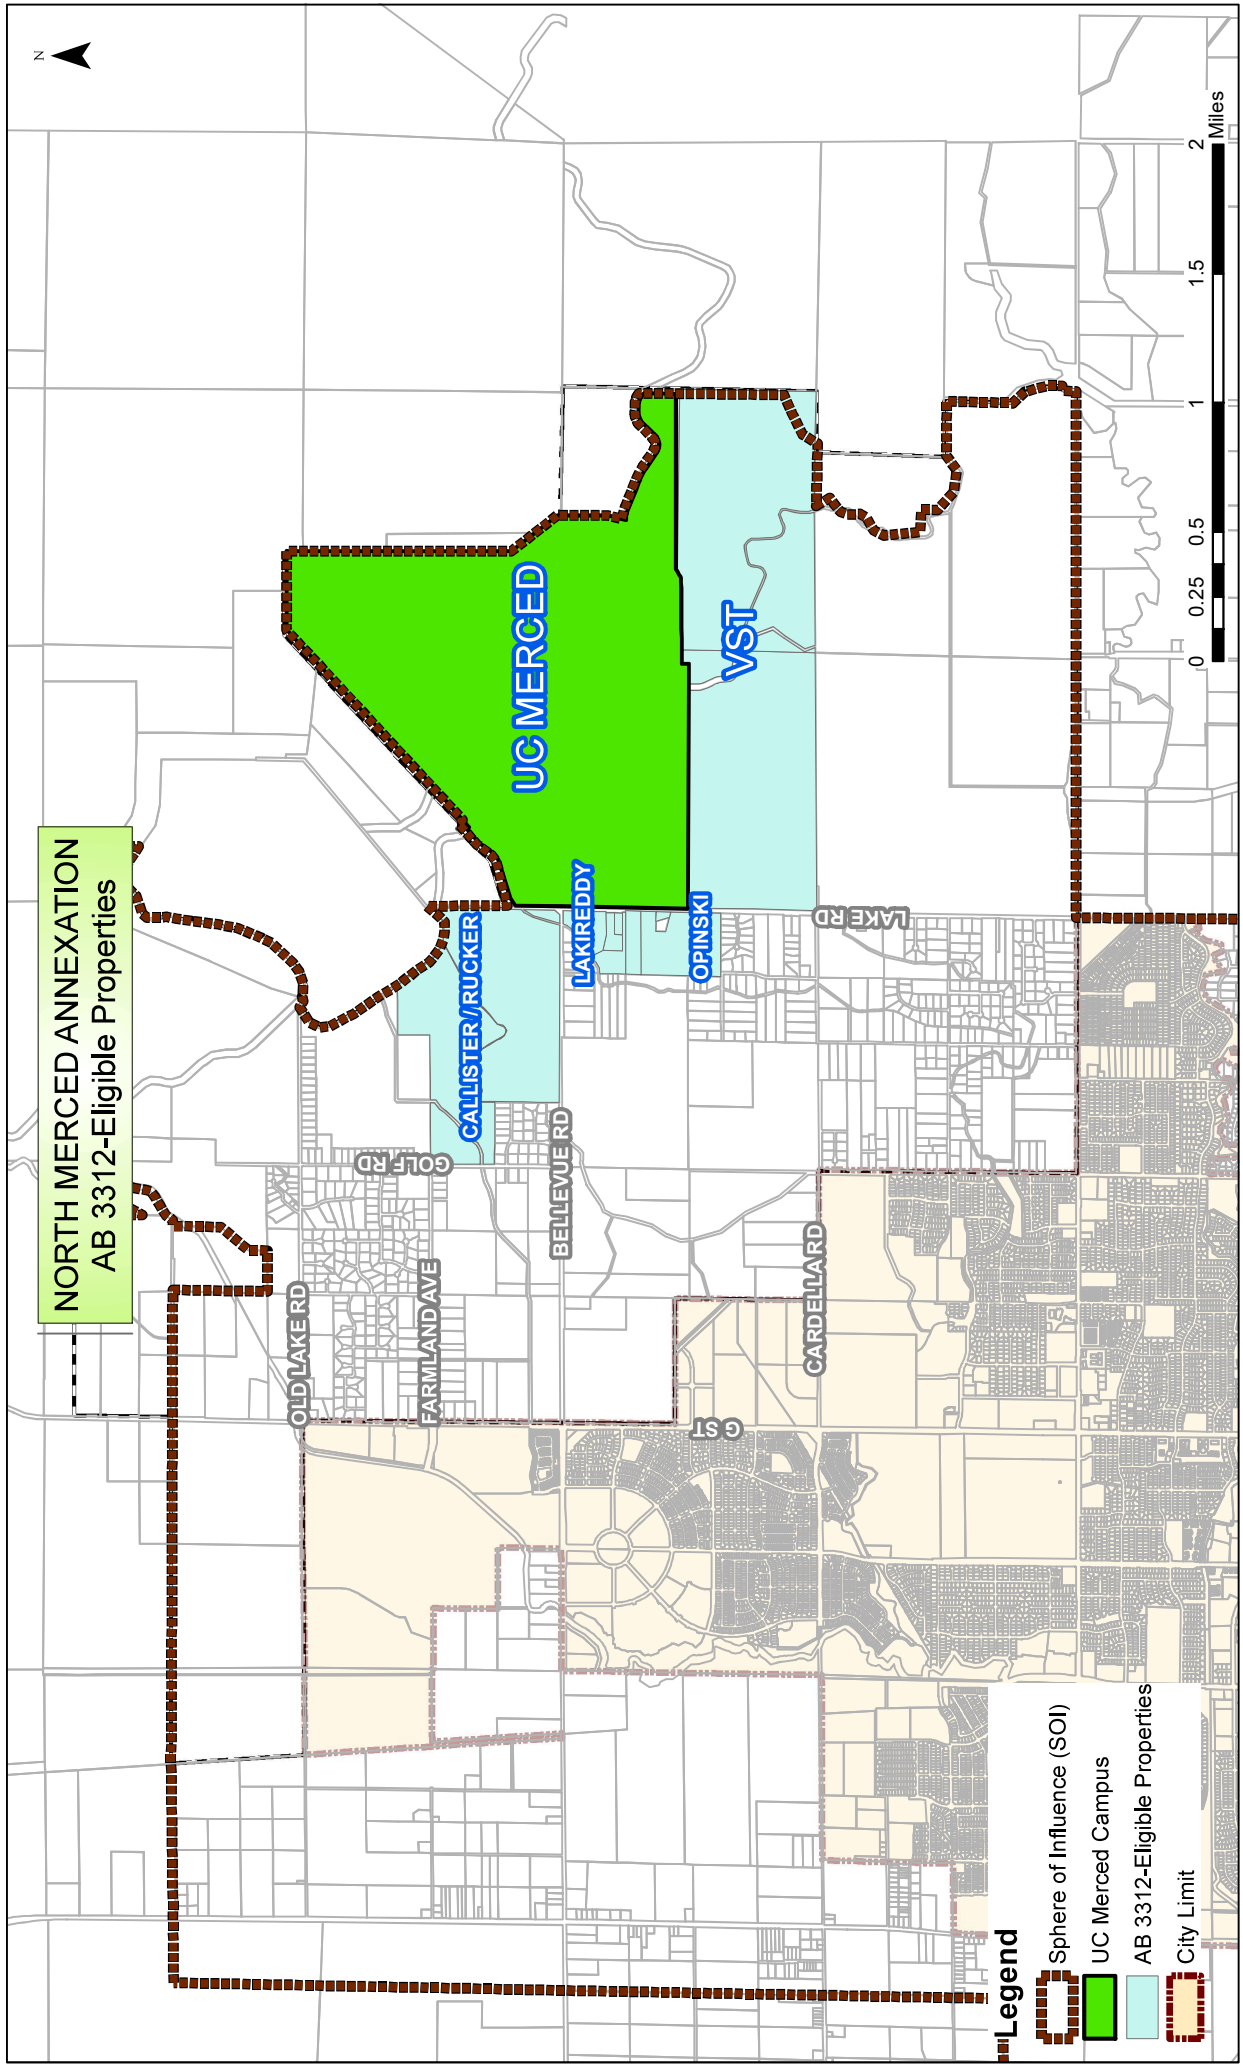 NORTH MERCED ANNEXATION
AB 3312-Eligible Properties
N
UC MERCED
VST
CALLISTER / RUCKER
LAKIREDDY
OPINSKI
LAKE RD
GOLF RD
BELLEVUE RD
OLD LAKE RD
FARMLAND AVE
CARDELLA RD
G ST
Legend
Sphere of Influence (SOI)
UC Merced Campus
AB 3312-Eligible Properties
City Limit
0 0.25 0.5 1 1.5 2
Miles